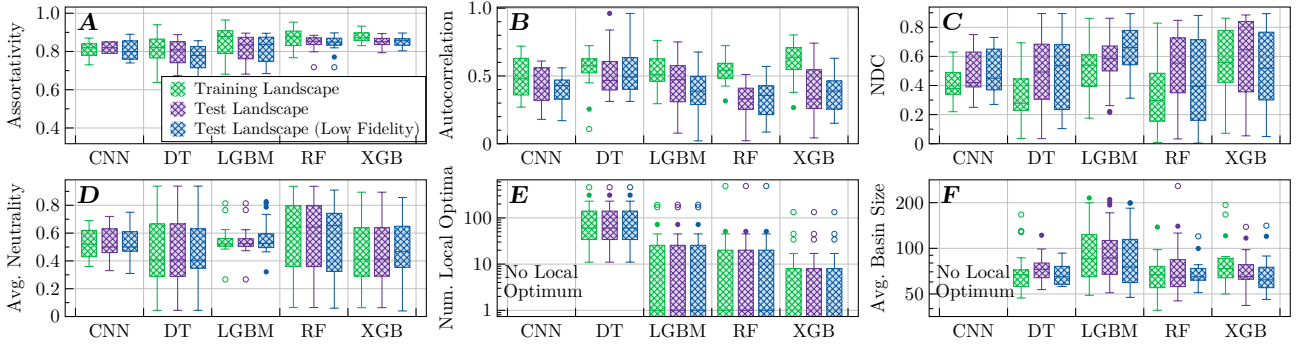 A
Assortativity
1.0
0.8
0.6
0.4
Training Landscape
Test Landscape
Test Landscape (Low Fidelity)
CNN DT LGBM RF XGB
B
Autocorrelation
1.0
0.5
0
CNN DT LGBM RF XGB
C
NDC
0.8
0.6
0.4
0.2
0
CNN DT LGBM RF XGB
D
Avg. Neutrality
0.8
0.6
0.4
0.2
0
CNN DT LGBM RF XGB
E
Num. Local Optima
100
10
1
No Local
Optimum
CNN DT LGBM RF XGB
F
Avg. Basin Size
200
100
50
No Local
Optimum
CNN DT LGBM RF XGB